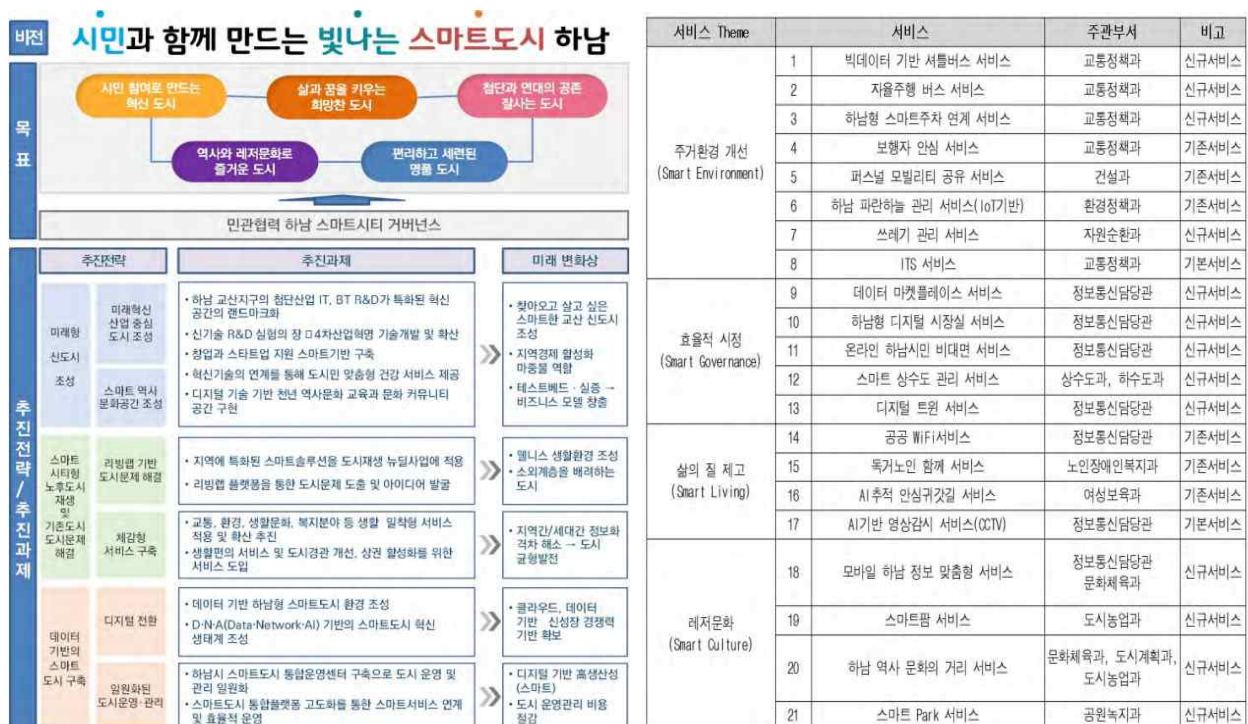 비전
시민과 함께 만드는 빛나는 스마트도시 하남
목표
시민 참여로 만드는
혁신 도시
삶과 꿈을 키우는
희망찬 도시
첨단과 연대의 공존
잘사는 도시
역사와 레저문화로
즐거운 도시
편리하고 세련된
명품 도시
민관협력 하남 스마트시티 거버넌스
추진전략/추진과제
추진전략
추진과제
미래 변화상
미래형
신도시
조성
미래혁신
산업 중심
도시 조성
스마트 역사
문화공간 조성
• 하남 교산지구의 첨단산업 IT, BT R&D가 특화된 혁신
공간의 랜드마크화
• 신기술 R&D 실험의 장 □ 4차산업혁명 기술개발 및 확산
• 창업과 스타트업 지원 스마트기반 구축
• 혁신기술의 연계를 통해 도시민 맞춤형 건강 서비스 제공
• 디지털 기술 기반 천년 역사문화 교육과 문화 커뮤니티
공간 구현
• 찾아오고 살고 싶은
스마트한 교산 신도시
조성
• 지역경제 활성화
마중물 역할
• 테스트베드 · 실증 →
비즈니스 모델 창출
스마트
시티형
노후도시
재생
및
기존도시
도시문제
해결
리빙랩 기반
도시문제 해결
• 지역에 특화된 스마트솔루션을 도시재생 뉴딜사업에 적용
• 리빙랩 플랫폼을 통한 도시문제 도출 및 아이디어 발굴
• 웰니스 생활환경 조성
• 소외계층을 배려하는
도시
체감형
서비스 구축
• 교통, 환경, 생활문화, 복지분야 등 생활 밀착형 서비스
적용 및 확산 추진
• 생활편의 서비스 및 도시경관 개선, 상권 활성화를 위한
서비스 도입
• 지역간/세대간 정보화
격차 해소 → 도시
균형발전
데이터
기반의
스마트
도시 구축
디지털 전환
• 데이터 기반 하남형 스마트도시 환경 조성
• D·N·A(Data·Network·AI) 기반의 스마트도시 혁신
생태계 조성
• 클라우드, 데이터
기반 신성장 경쟁력
기반 확보
일원화된
도시운영·관리
• 하남시 스마트도시 통합운영센터 구축으로 도시 운영 및
관리 일원화
• 스마트도시 통합플랫폼 고도화를 통한 스마트서비스 연계
및 효율적 운영
• 디지털 기반 高생산성
(스마트)
• 도시 운영관리 비용
절감
서비스 Theme 서비스 주관부서 비고
주거환경 개선
(Smart Environment)
1 빅데이터 기반 셔틀버스 서비스 교통정책과 신규서비스
2 자율주행 버스 서비스 교통정책과 신규서비스
3 하남형 스마트주차 연계 서비스 교통정책과 신규서비스
4 보행자 안심 서비스 교통정책과 기존서비스
5 퍼스널 모빌리티 공유 서비스 건설과 기존서비스
6 하남 파란하늘 관리 서비스(IoT기반) 환경정책과 기존서비스
7 쓰레기 관리 서비스 자원순환과 신규서비스
8 ITS 서비스 교통정책과 기본서비스
효율적 시정
(Smart Governance)
9 데이터 마켓플레이스 서비스 정보통신담당관 신규서비스
10 하남형 디지털 시장실 서비스 정보통신담당관 신규서비스
11 온라인 하남시민 비대면 서비스 정보통신담당관 신규서비스
12 스마트 상수도 관리 서비스 상수도과, 하수도과 신규서비스
13 디지털 트윈 서비스 정보통신담당관 신규서비스
삶의 질 제고
(Smart Living)
14 공공 WiFi서비스 정보통신담당관 기존서비스
15 독거노인 함께 서비스 노인장애인복지과 기존서비스
16 AI추적 안심귀갓길 서비스 여성보육과 기본서비스
17 AI기반 영상감시 서비스(CCTV) 정보통신담당관 기본서비스
레저문화
(Smart Culture)
18 모바일 하남 정보 맞춤형 서비스 정보통신담당관
문화체육과 신규서비스
19 스마트팜 서비스 도시농업과 신규서비스
20 하남 역사 문화의 거리 서비스 문화체육과, 도시계획과,
도시농업과 신규서비스
21 스마트 Park 서비스 공원녹지과 신규서비스